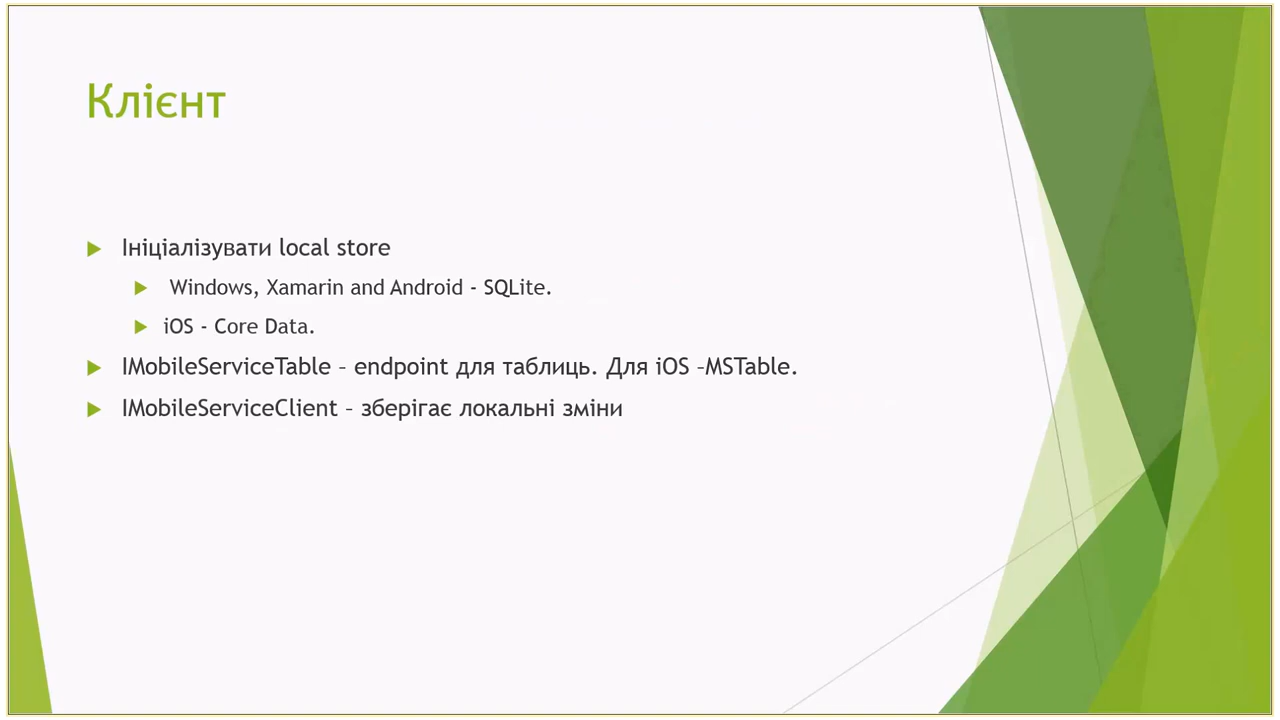 Клієнт
Ініціалізувати local store
Windows, Xamarin and Android - SQLite.
iOS - Core Data.
IMobileServiceTable – endpoint для таблиць. Для iOS –MSTable.
IMobileServiceClient – зберігає локальні зміни